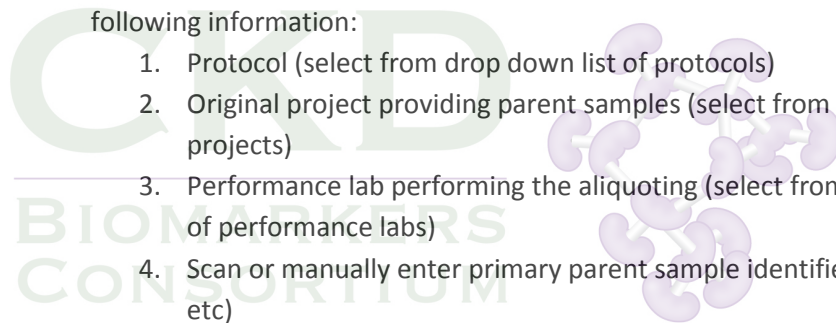 following information:
1. Protocol (select from drop down list of protocols)
2. Original project providing parent samples (select from
projects)
3. Performance lab performing the aliquoting (select from
of performance labs)
4. Scan or manually enter primary parent sample identifie
etc)
CKD
BIOMARKERS
CONSORTIUM